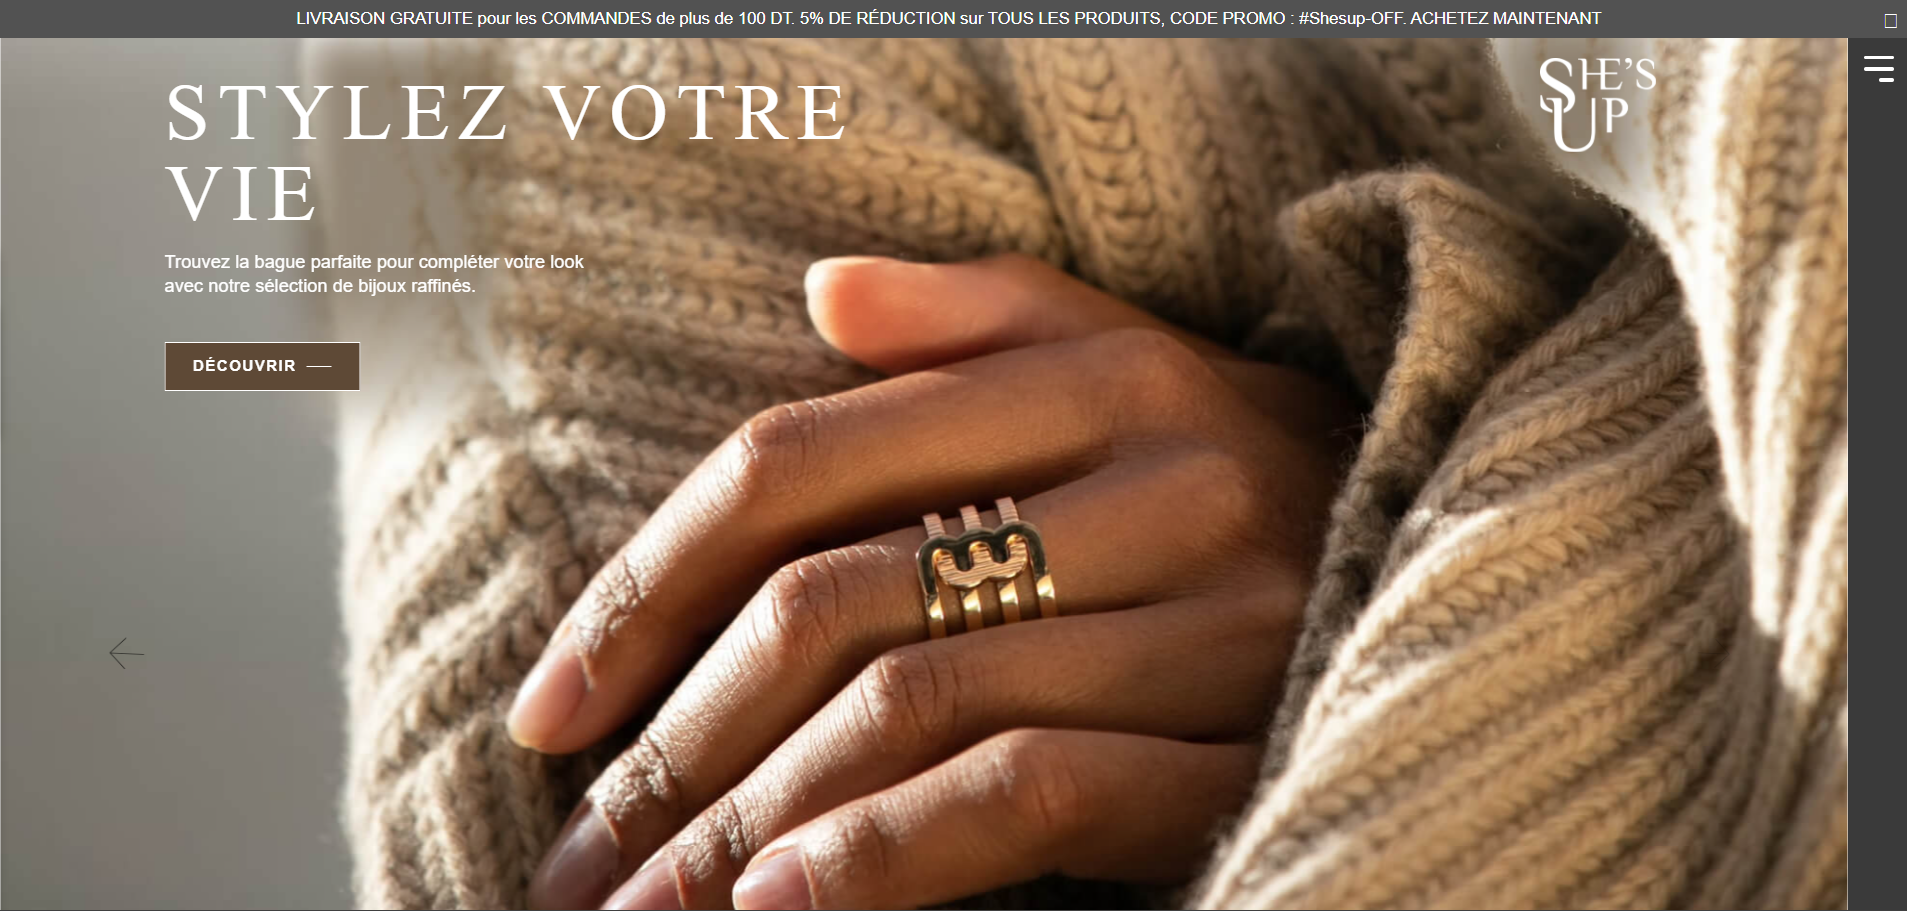 LIVRAISON GRATUITE pour les COMMANDES de plus de 100 DT. 5% DE RÉDUCTION sur TOUS LES PRODUITS, CODE PROMO : #Shesup-OFF. ACHETEZ MAINTENANT
STYLEZ VOTRE
VIE
Trouvez la bague parfaite pour compléter votre look
avec notre sélection de bijoux raffinés.
DÉCOUVRIR
SHE'S
UP